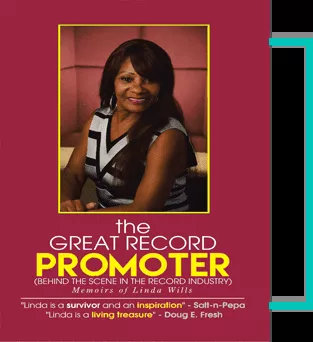 the
GREAT RECORD
PROMOTER
(BEHIND THE SCENE IN THE RECORD INDUSTRY)
Memoirs of Linda Wills
"Linda is a survivor and an inspiration" - Salt-n-Pepa
"Linda is a living treasure" - Doug E. Fresh